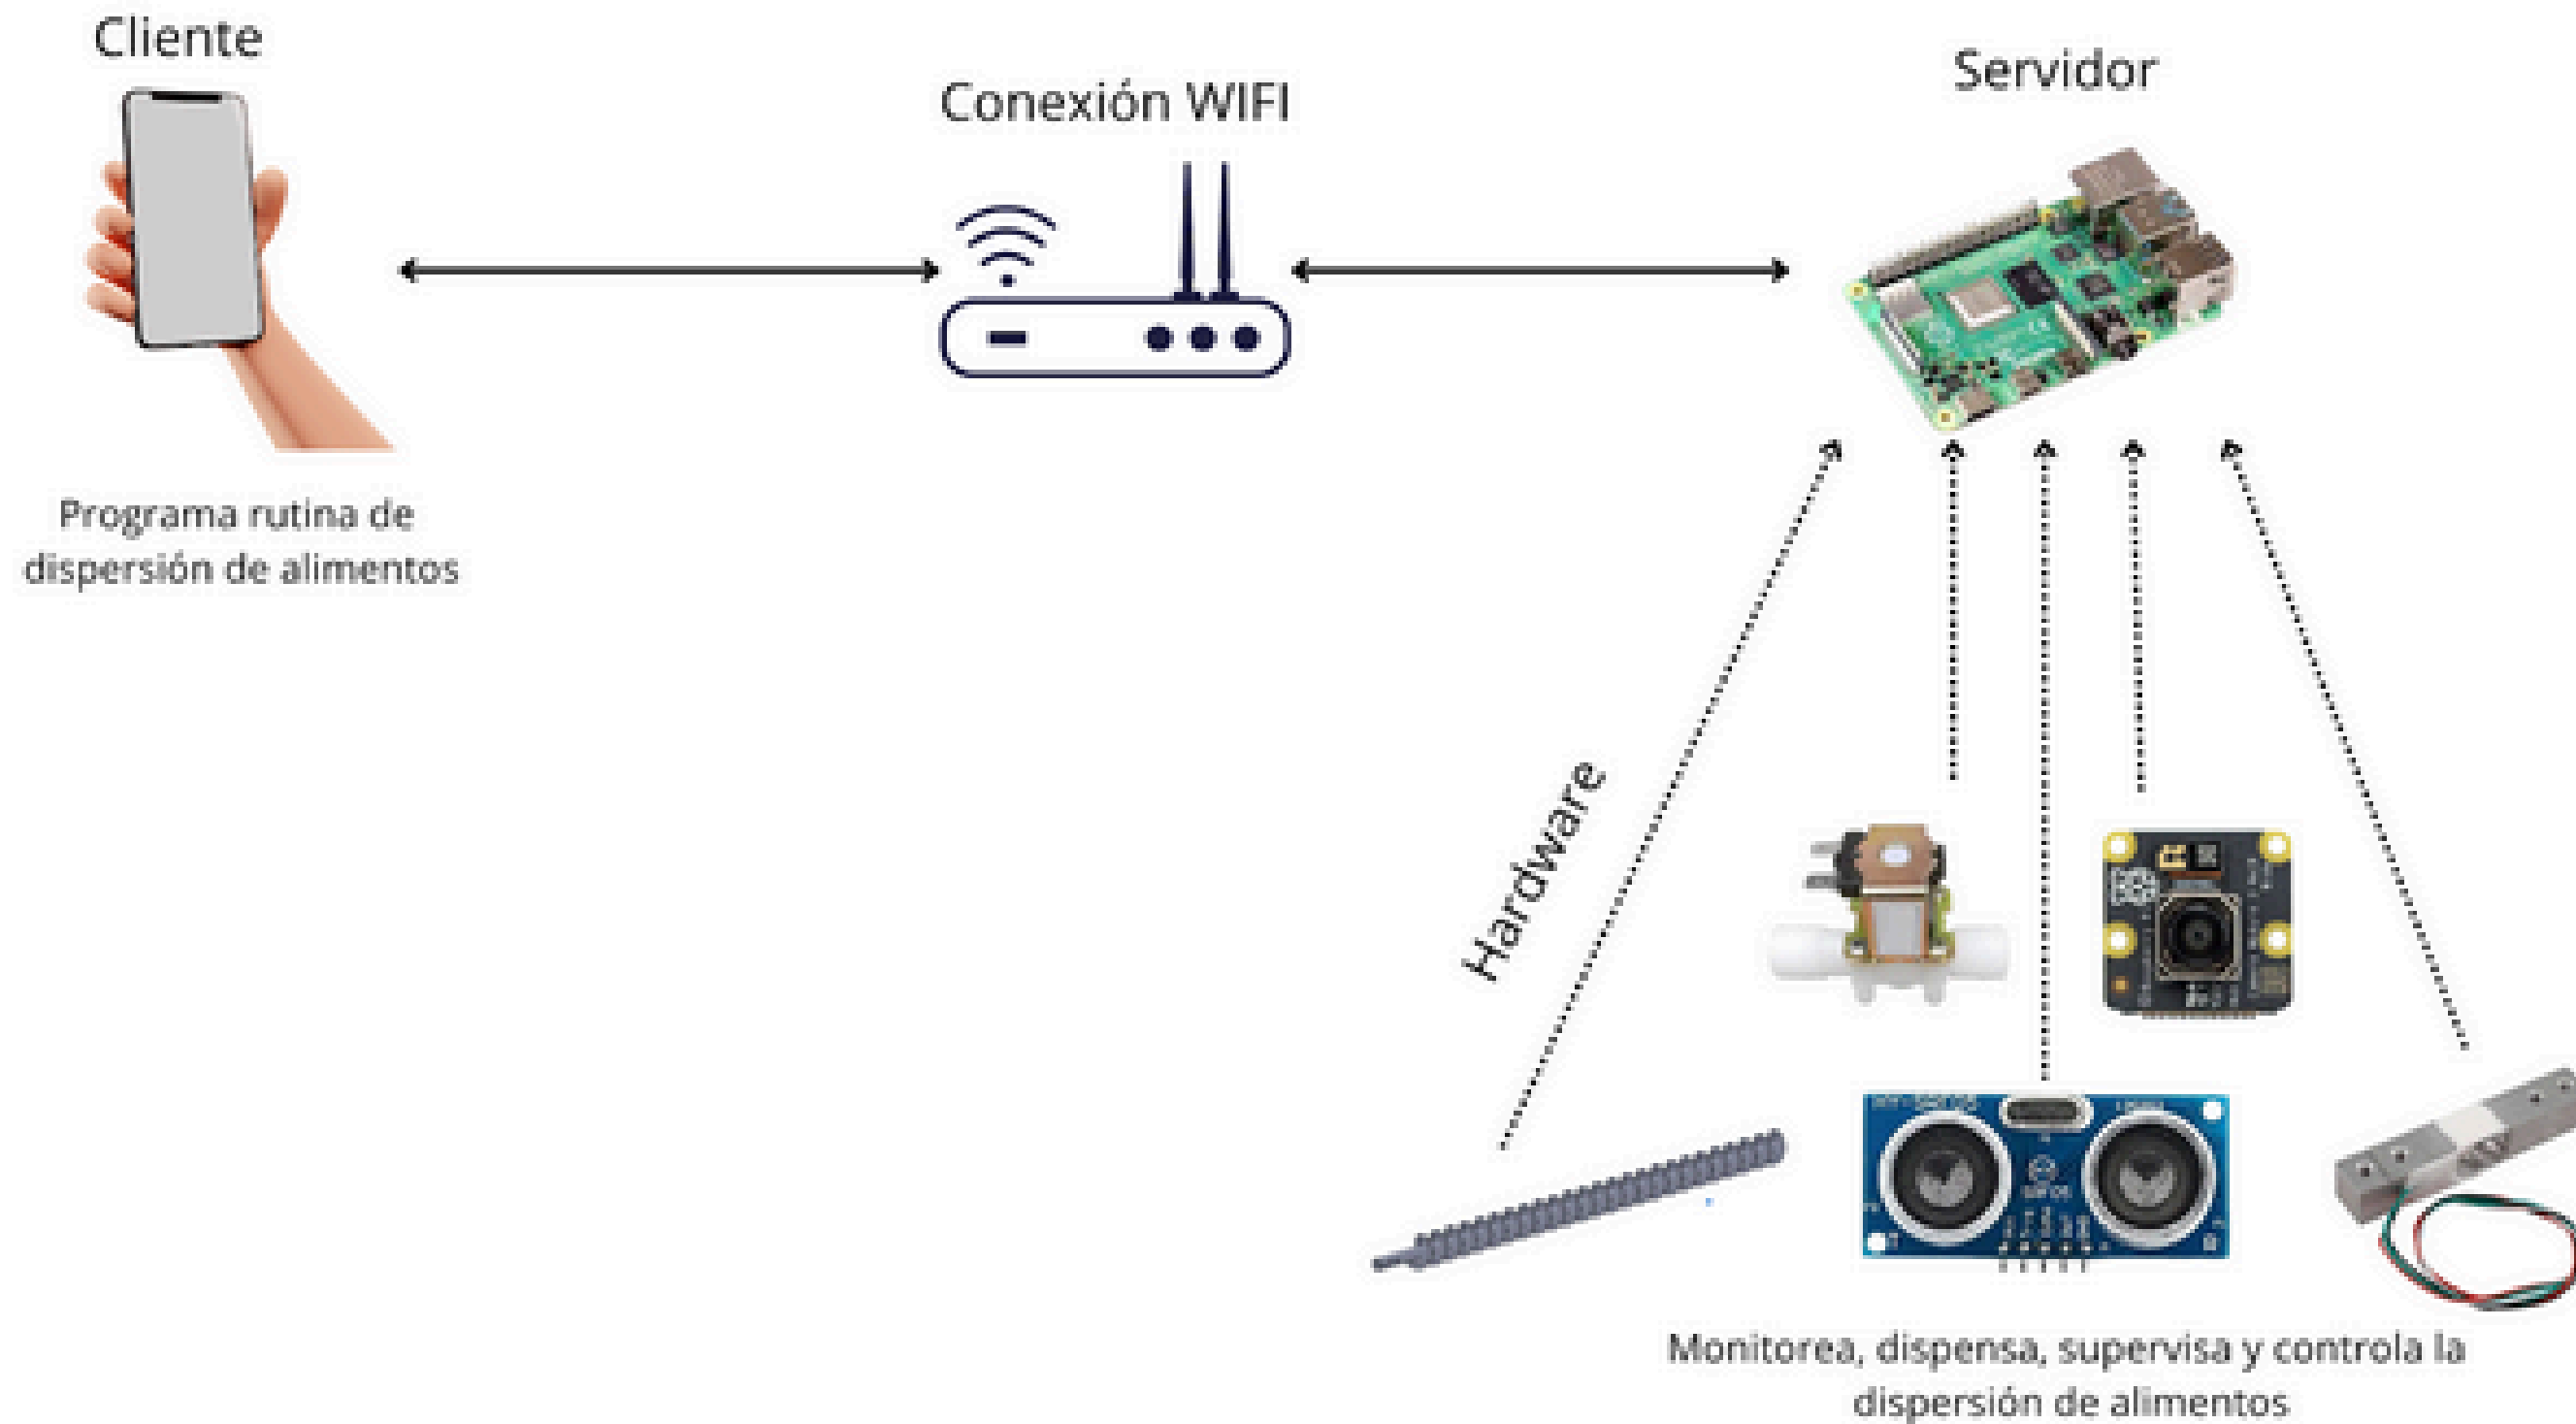 Cliente
Conexión WIFI
Servidor
Programa rutina de
dispersión de alimentos
Hardware
Monitorea, dispensa, supervisa y controla la
dispersión de alimentos